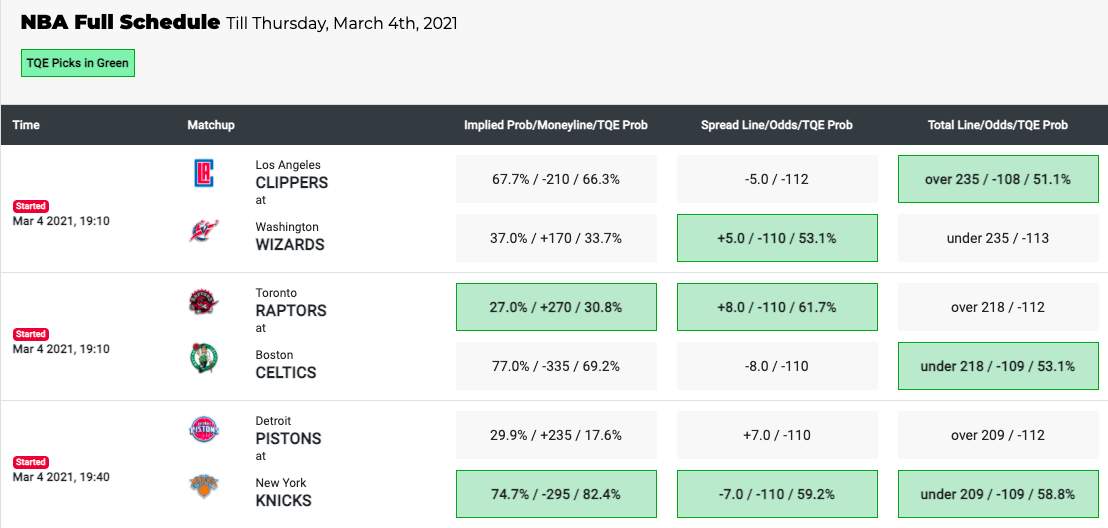 NBA Full Schedule Till Thursday, March 4th, 2021
TQE Picks in Green
Time Matchup Implied Prob/Moneyline/TQE Prob Spread Line/Odds/TQE Prob Total Line/Odds/TQE Prob
Started
Mar 4 2021, 19:10
Los Angeles
CLIPPERS
at
67.7% / -210 / 66.3% -5.0 / -112 over 235 / -108 / 51.1%
Washington
WIZARDS
37.0% / +170 / 33.7% +5.0 / -110 / 53.1% under 235 / -113
Started
Mar 4 2021, 19:10
Toronto
RAPTORS
at
27.0% / +270 / 30.8% +8.0 / -110 / 61.7% over 218 / -112
Boston
CELTICS
77.0% / -335 / 69.2% -8.0 / -110 under 218 / -109 / 53.1%
Started
Mar 4 2021, 19:40
Detroit
PISTONS
at
29.9% / +235 / 17.6% +7.0 / -110 over 209 / -112
New York
KNICKS
74.7% / -295 / 82.4% -7.0 / -110 / 59.2% under 209 / -109 / 58.8%